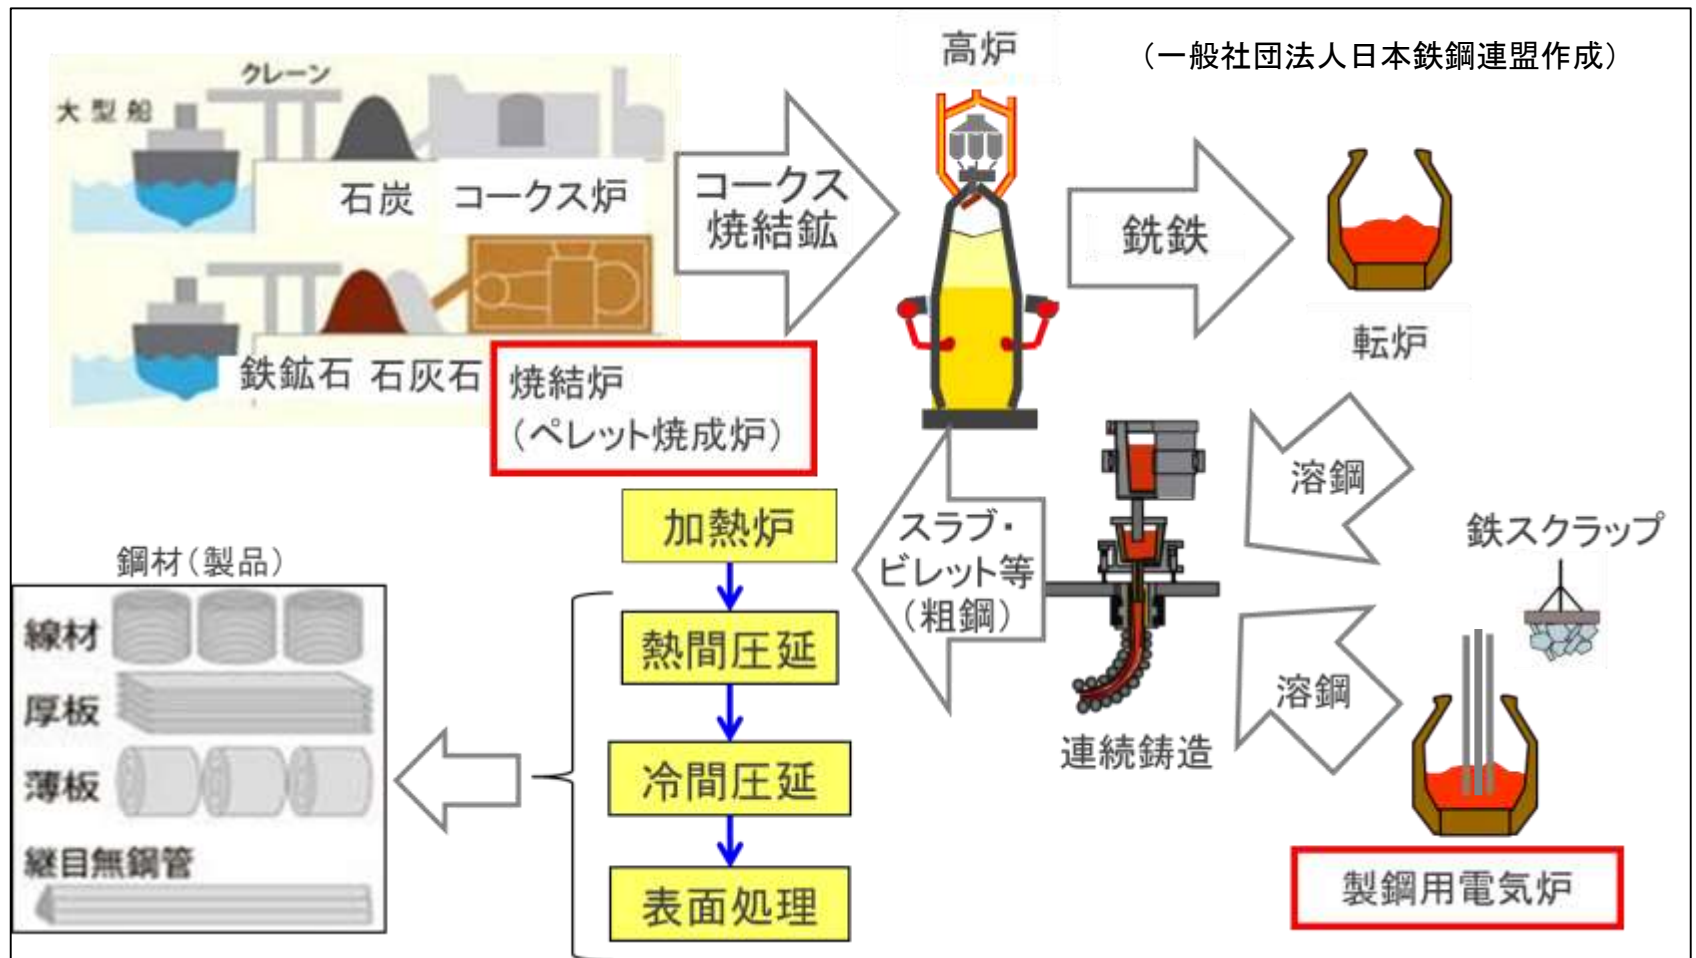 高炉
(一般社団法人日本鉄鋼連盟作成)
クレーン
大型船
石炭
コークス炉
コークス
焼結鉱
銑鉄
転炉
鉄鉱石
石灰石
焼結炉
(ペレット焼成炉)
溶鋼
鉄スクラップ
スラブ・
ビレット等
(粗鋼)
連続鋳造
溶鋼
製鋼用電気炉
加熱炉
熱間圧延
冷間圧延
表面処理
鋼材(製品)
線材
厚板
薄板
継目無鋼管